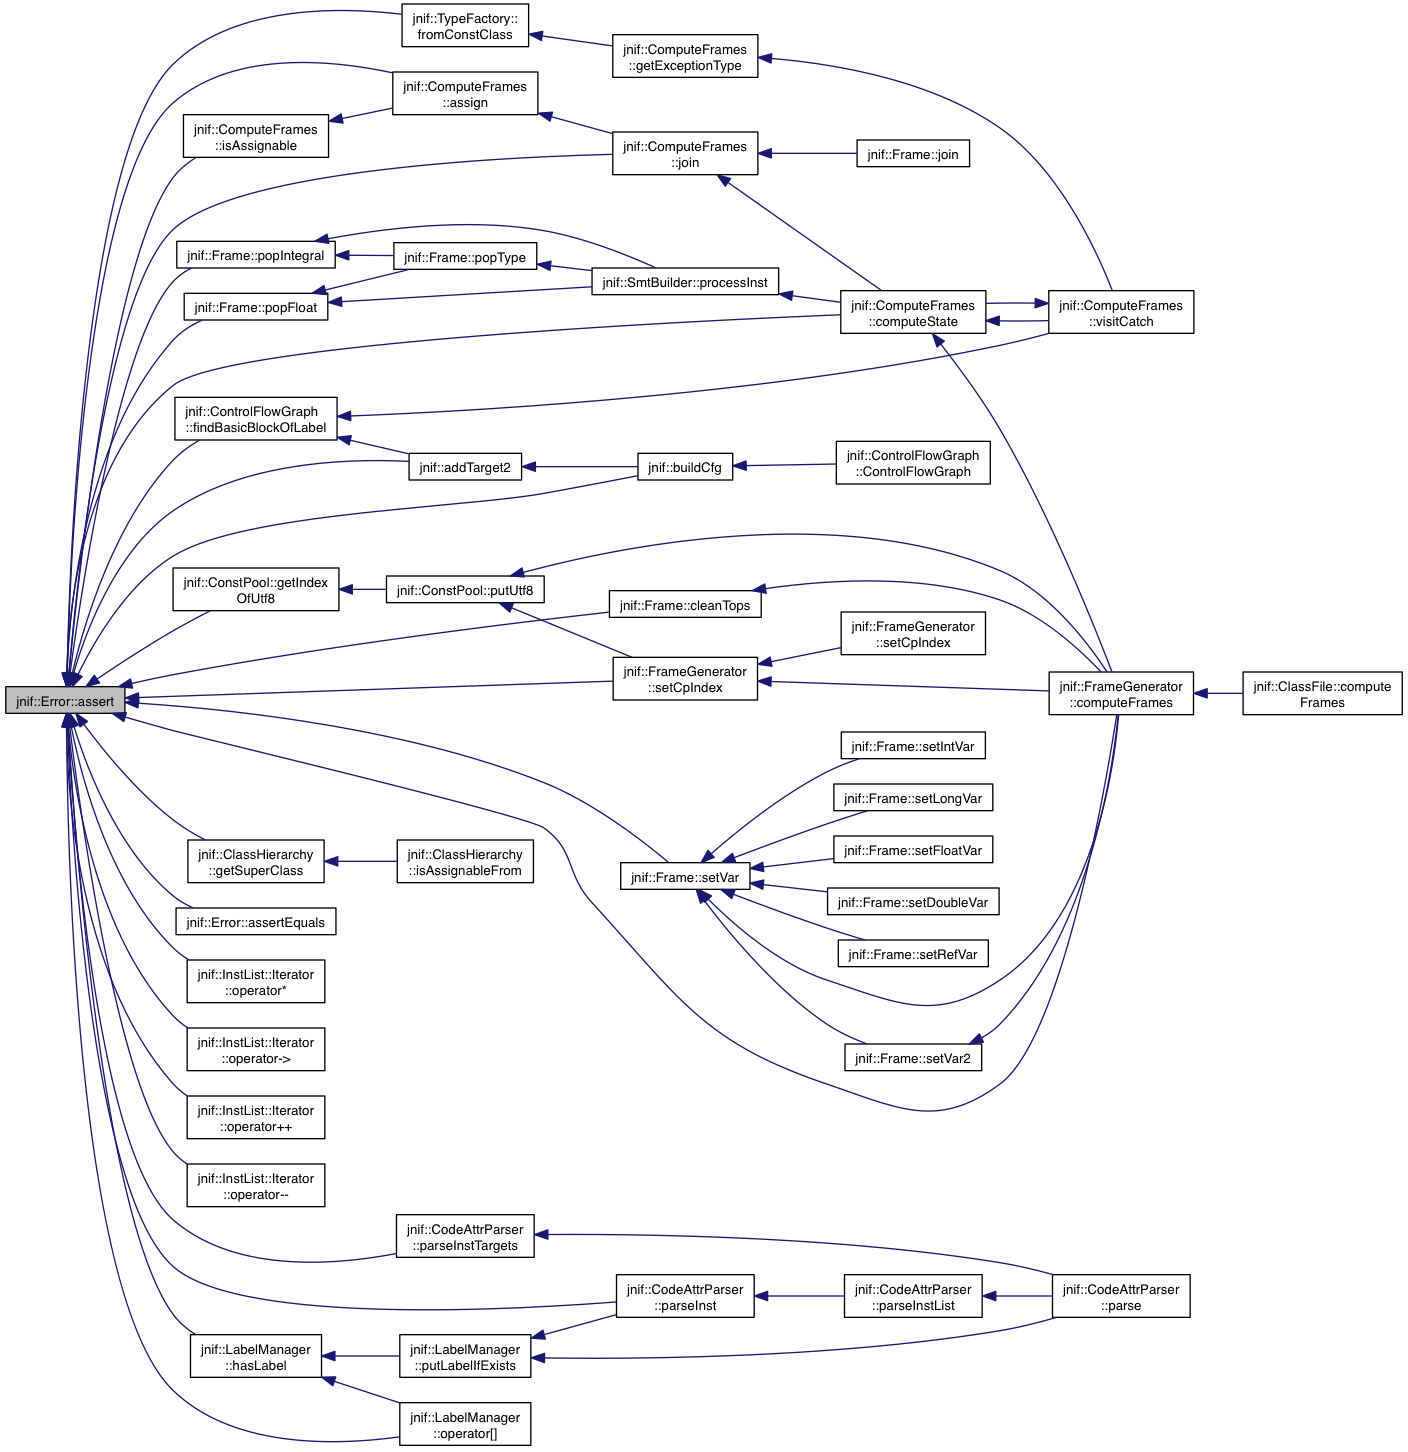 jnif::TypeFactory::
fromConstClass
jnif::ComputeFrames
::getExceptionType
jnif::ComputeFrames
::assign
jnif::ComputeFrames
::isAssignable
jnif::ComputeFrames
::join
jnif::Frame::join
jnif::Frame::popIntegral
jnif::Frame::popType
jnif::SmtBuilder::processInst
jnif::Frame::popFloat
jnif::ComputeFrames
::computeState
jnif::ComputeFrames
::visitCatch
jnif::ControlFlowGraph
::findBasicBlockOfLabel
jnif::addTarget2
jnif::buildCfg
jnif::ControlFlowGraph
::ControlFlowGraph
jnif::ConstPool::getIndex
OfUtf8
jnif::ConstPool::putUtf8
jnif::Frame::cleanTops
jnif::FrameGenerator
::setCpIndex
jnif::FrameGenerator
::setCpIndex
jnif::Error::assert
jnif::FrameGenerator
::computeFrames
jnif::ClassFile::compute
Frames
jnif::Frame::setIntVar
jnif::Frame::setLongVar
jnif::Frame::setFloatVar
jnif::ClassHierarchy
::getSuperClass
jnif::ClassHierarchy
::isAssignableFrom
jnif::Frame::setVar
jnif::Frame::setDoubleVar
jnif::Error::assertEquals
jnif::Frame::setRefVar
jnif::InstList::Iterator
::operator*
jnif::InstList::Iterator
::operator->
jnif::Frame::setVar2
jnif::InstList::Iterator
::operator++
jnif::InstList::Iterator
::operator--
jnif::CodeAttrParser
::parseInstTargets
jnif::CodeAttrParser
::parseInst
jnif::CodeAttrParser
::parseInstList
jnif::CodeAttrParser
::parse
jnif::LabelManager
::hasLabel
jnif::LabelManager
::putLabelIfExists
jnif::LabelManager
::operator[]